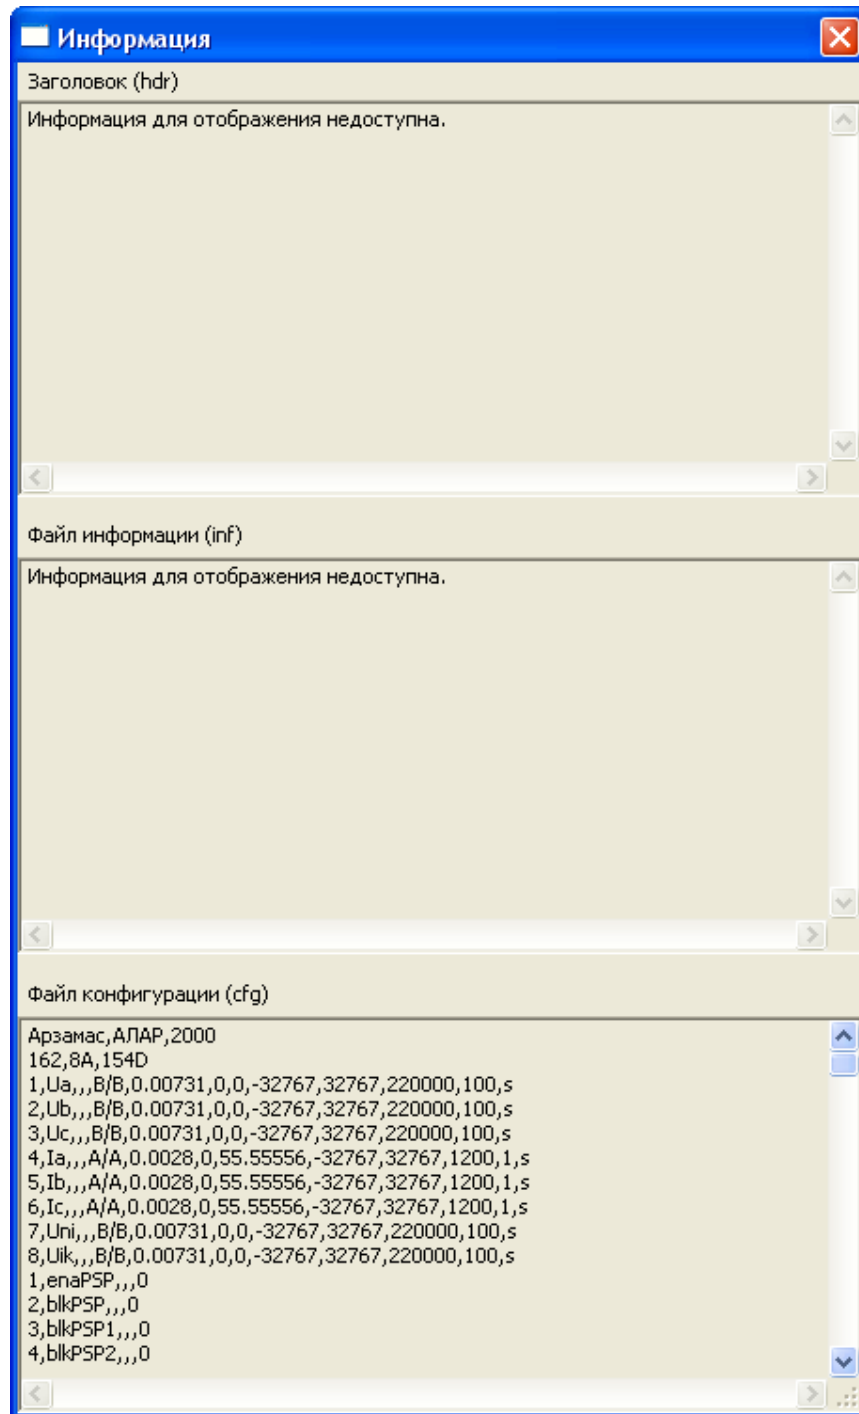 Информация
Заголовок (hdr)
Информация для отображения недоступна.
Файл информации (inf)
Информация для отображения недоступна.
Файл конфигурации (cfg)
Арзамас,АЛАР,2000
162,8A,154D
1,Ua,,,В/В,0.00731,0,0,-32767,32767,220000,100,s
2,Ub,,,В/В,0.00731,0,0,-32767,32767,220000,100,s
3,Uc,,,В/В,0.00731,0,0,-32767,32767,220000,100,s
4,Ia,,,А/А,0.0028,0,55.55556,-32767,32767,1200,1,s
5,Ib,,,А/А,0.0028,0,55.55556,-32767,32767,1200,1,s
6,Ic,,,А/А,0.0028,0,55.55556,-32767,32767,1200,1,s
7,Uni,,,В/В,0.00731,0,0,-32767,32767,220000,100,s
8,Uik,,,В/В,0.00731,0,0,-32767,32767,220000,100,s
1,enaPSP,,,0
2,blkPSP,,,0
3,blkPSP1,,,0
4,blkPSP2,,,0